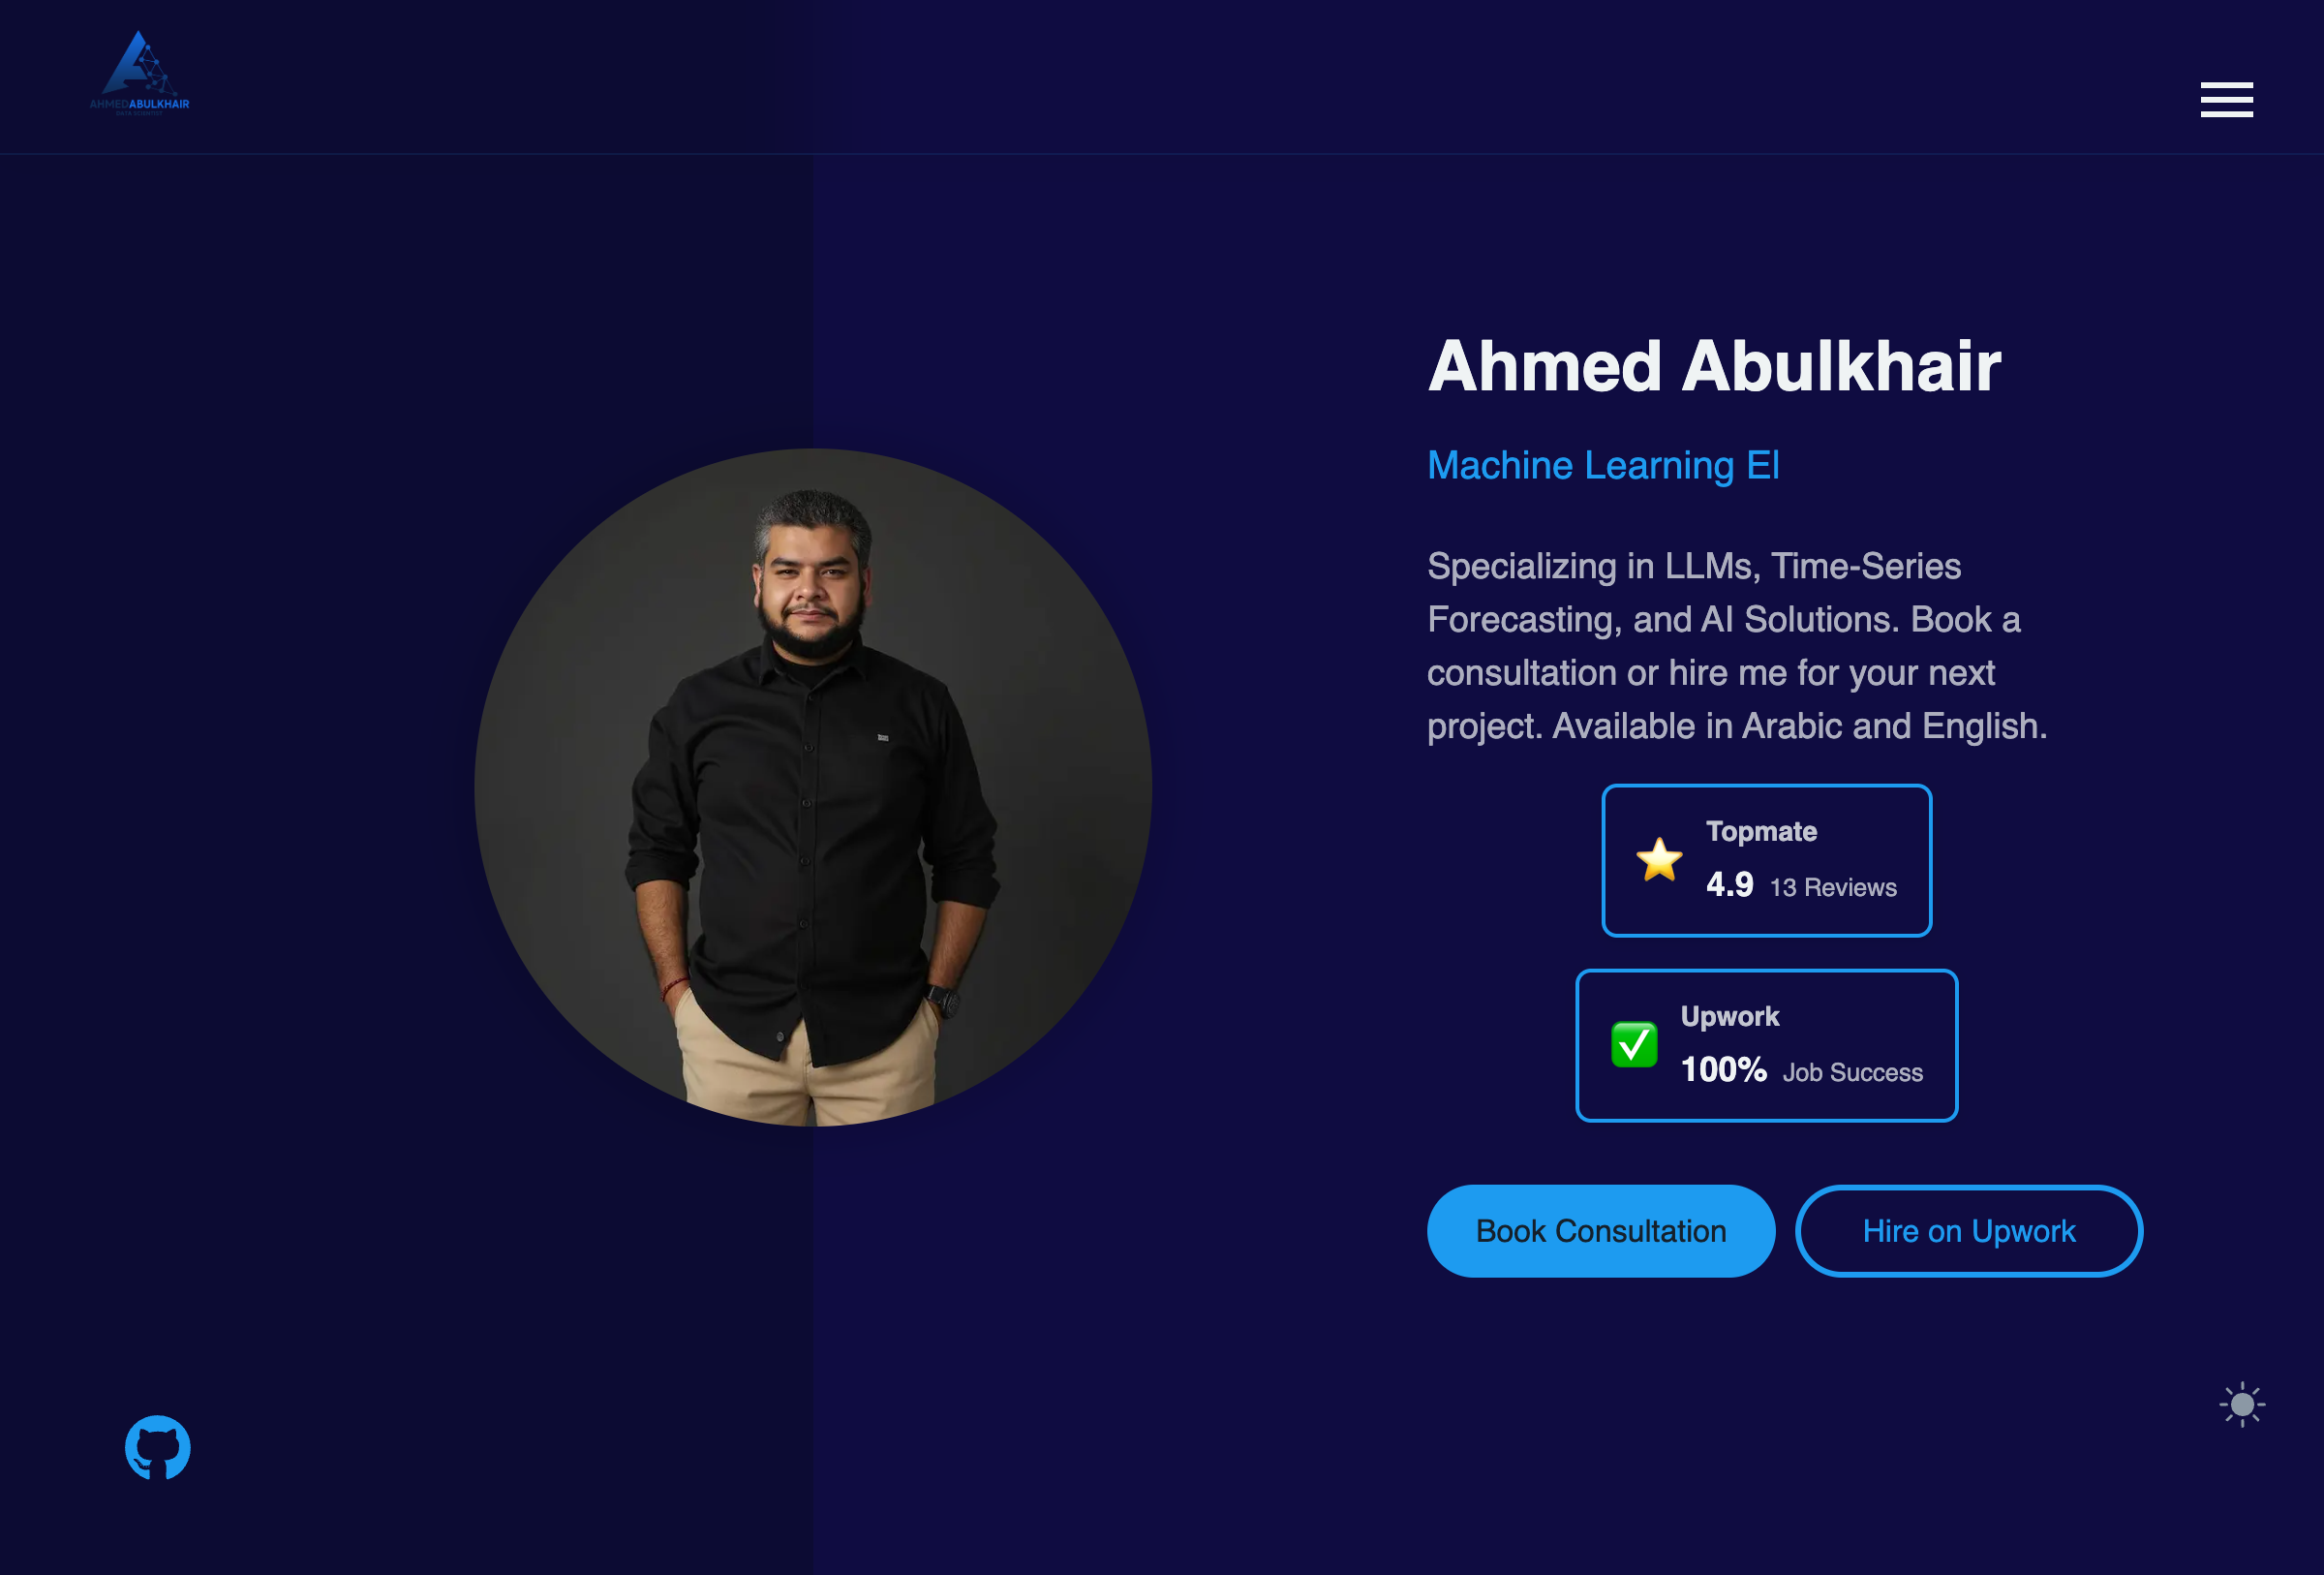 AHMEDABULKHAIR
DATA SCIENTIST
Ahmed Abulkhair
Machine Learning El
Specializing in LLMs, Time-Series
Forecasting, and AI Solutions. Book a
consultation or hire me for your next
project. Available in Arabic and English.
Topmate
4.9 13 Reviews
Upwork
100% Job Success
Book Consultation
Hire on Upwork